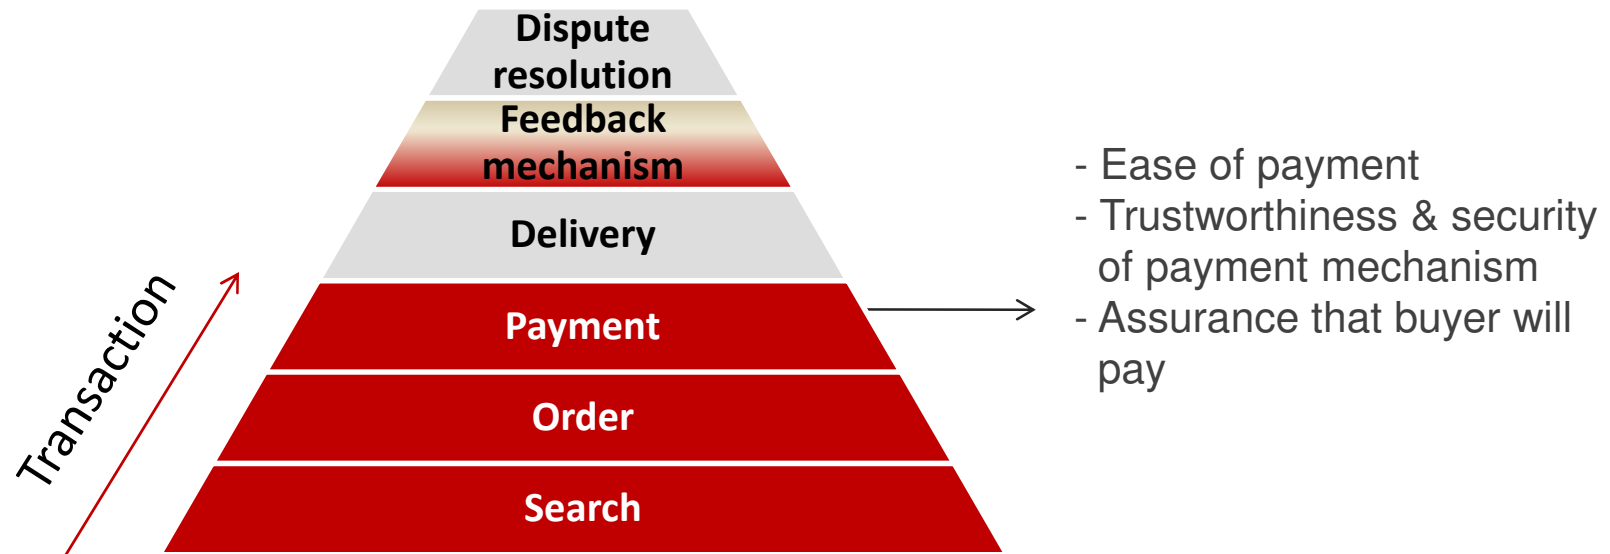 Dispute
resolution
Feedback
mechanism
Delivery
Payment
Order
Search
Transaction
- Ease of payment
- Trustworthiness & security
of payment mechanism
- Assurance that buyer will
pay